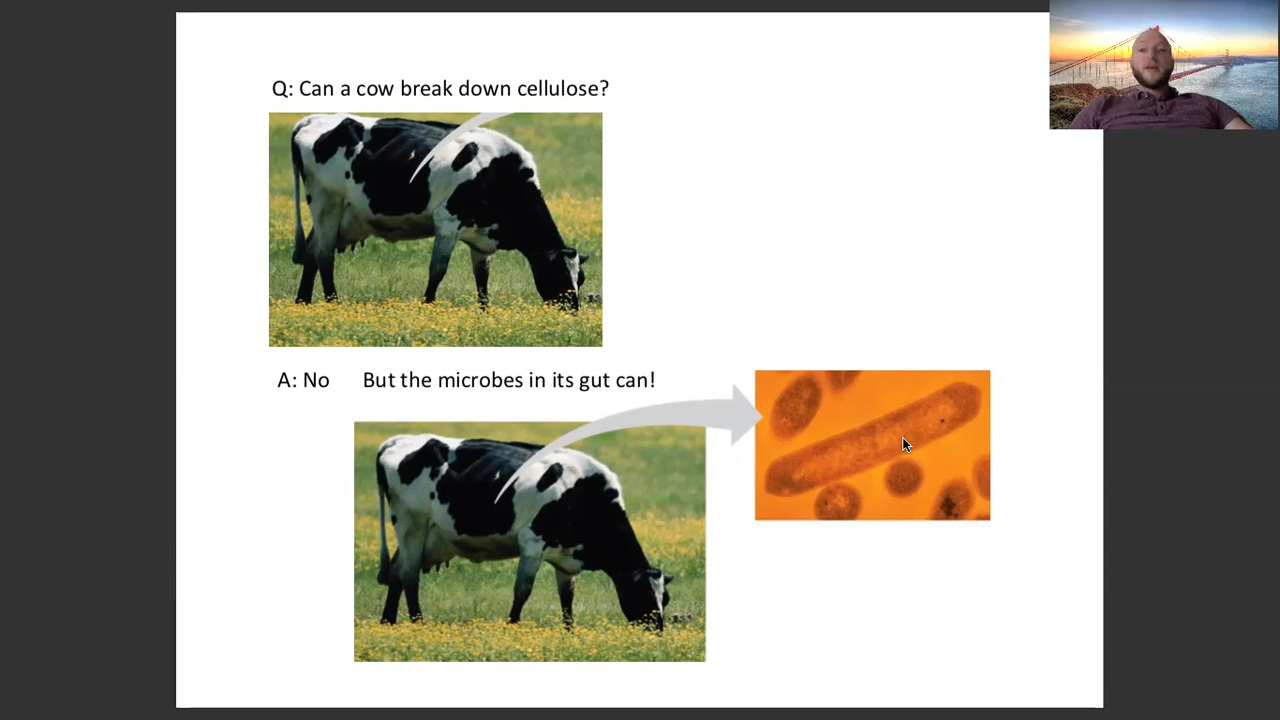 Q: Can a cow break down cellulose?
A: No But the microbes in its gut can!